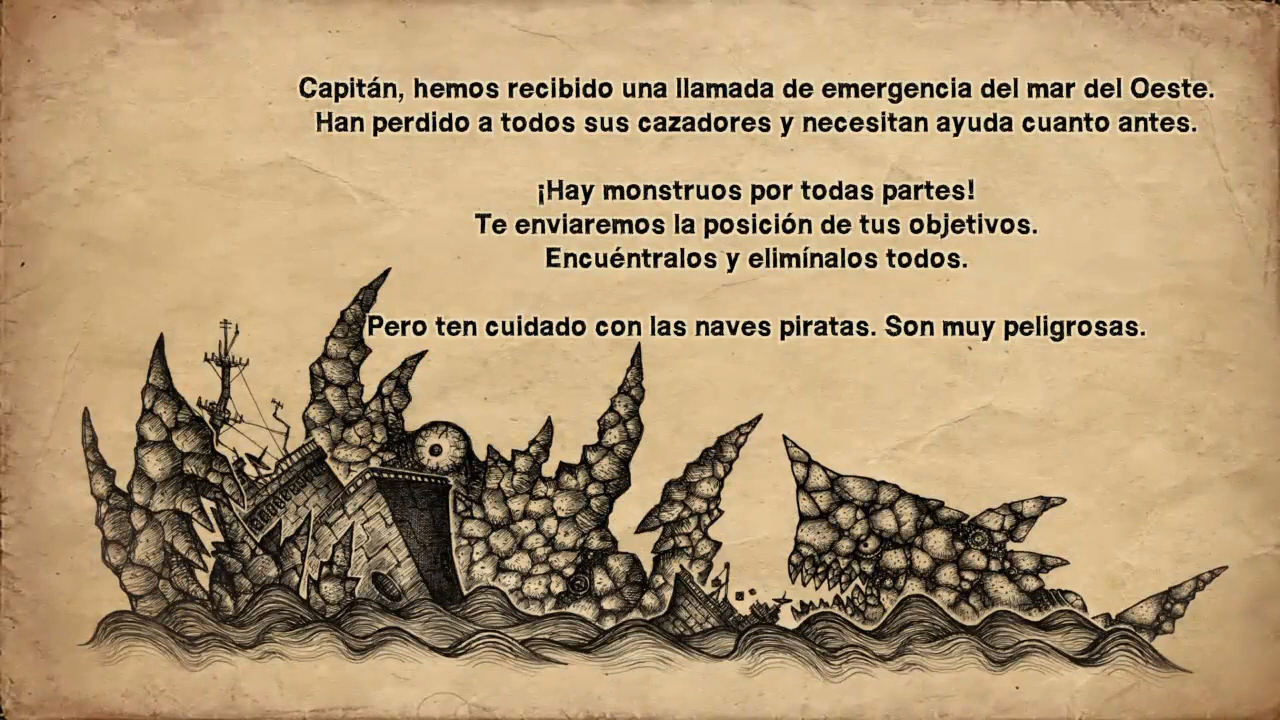 Capitán, hemos recibido una llamada de emergencia del mar del Oeste.
Han perdido a todos sus cazadores y necesitan ayuda cuanto antes.
¡Hay monstruos por todas partes!
Te enviaremos la posición de tus objetivos.
Encuéntralos y elimínalos todos.
Pero ten cuidado con las naves piratas. Son muy peligrosas.